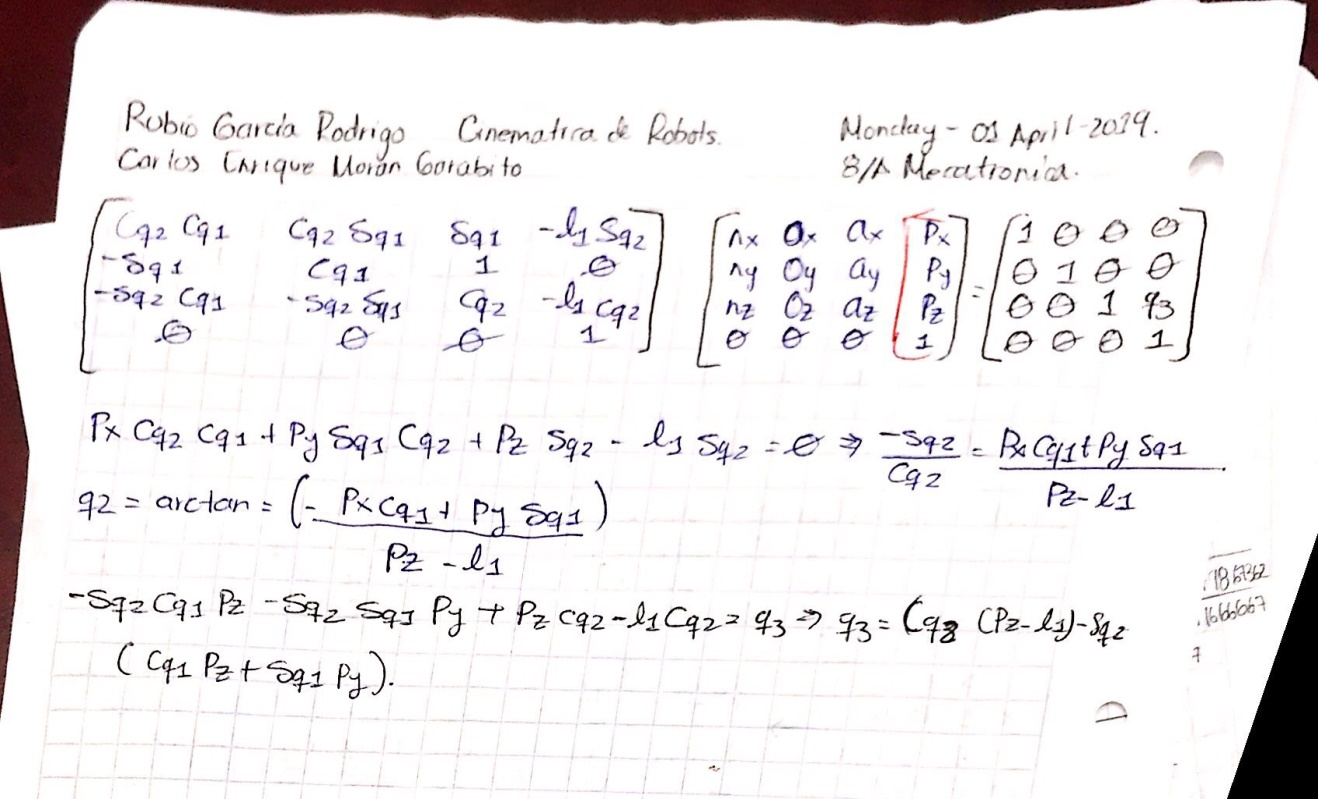 Rubio García Rodrigo Cinematica de Robots. Monday - 01 April - 2019.
Carlos Enrique Morán Garabito 8/A Mecatronica.
[Cq2 Cq1 Cq2 Sq1 Sq1 -l1 Sq2] [nx Ox ax Px] = [1 0 0 0]
[-Sq1 Cq1 1 0] [ny Oy ay Py] [0 1 0 0]
[-Sq2 Cq1 -Sq2 Sq1 Cq2 -l1 Cq2] [nz Oz az Pz] [0 0 1 q3]
[0 0 0 1] [0 0 0 1] [0 0 0 1]
Px Cq2 Cq1 + Py Sq1 Cq2 + Pz Sq2 - l1 Sq2 = 0 ⇒ -Sq2/Cq2 = Px Cq1 + Py Sq1 / Pz - l1
q2 = arctan = (- Px Cq1 + Py Sq1 / Pz - l1)
-Sq2 Cq1 Pz - Sq2 Sq1 Py + Pz Cq2 - l1 Cq2 = q3 ⇒ q3 = Cq2 (Pz - l1) - Sq2
(Cq1 Pz + Sq1 Py).
.1666667
7